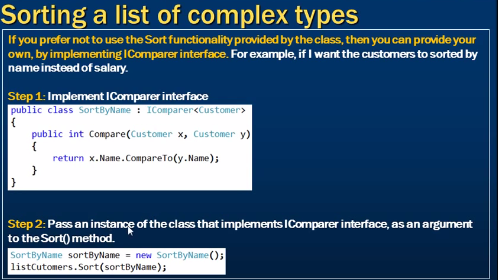 Sorting a list of complex types
If you prefer not to use the Sort functionality provided by the class, then you can provide your
own, by implementing IComparer interface. For example, if I want the customers to sorted by
name instead of salary.
Step 1: Implement IComparer interface
public class SortByName : IComparer<Customer>
{
public int Compare(Customer x, Customer y)
{
return x.Name.CompareTo(y.Name);
}
}
Step 2: Pass an instance of the class that implements IComparer interface, as an argument
to the Sort() method.
SortByName sortByName = new SortByName();
listCutomers.Sort(sortByName);